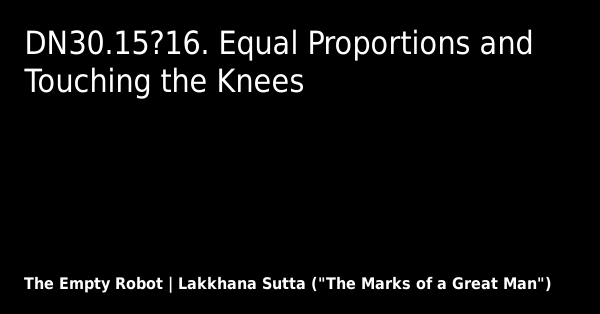 DN30.15?16. Equal Proportions and
Touching the Knees
The Empty Robot | Lakkhana Sutta ("The Marks of a Great Man")